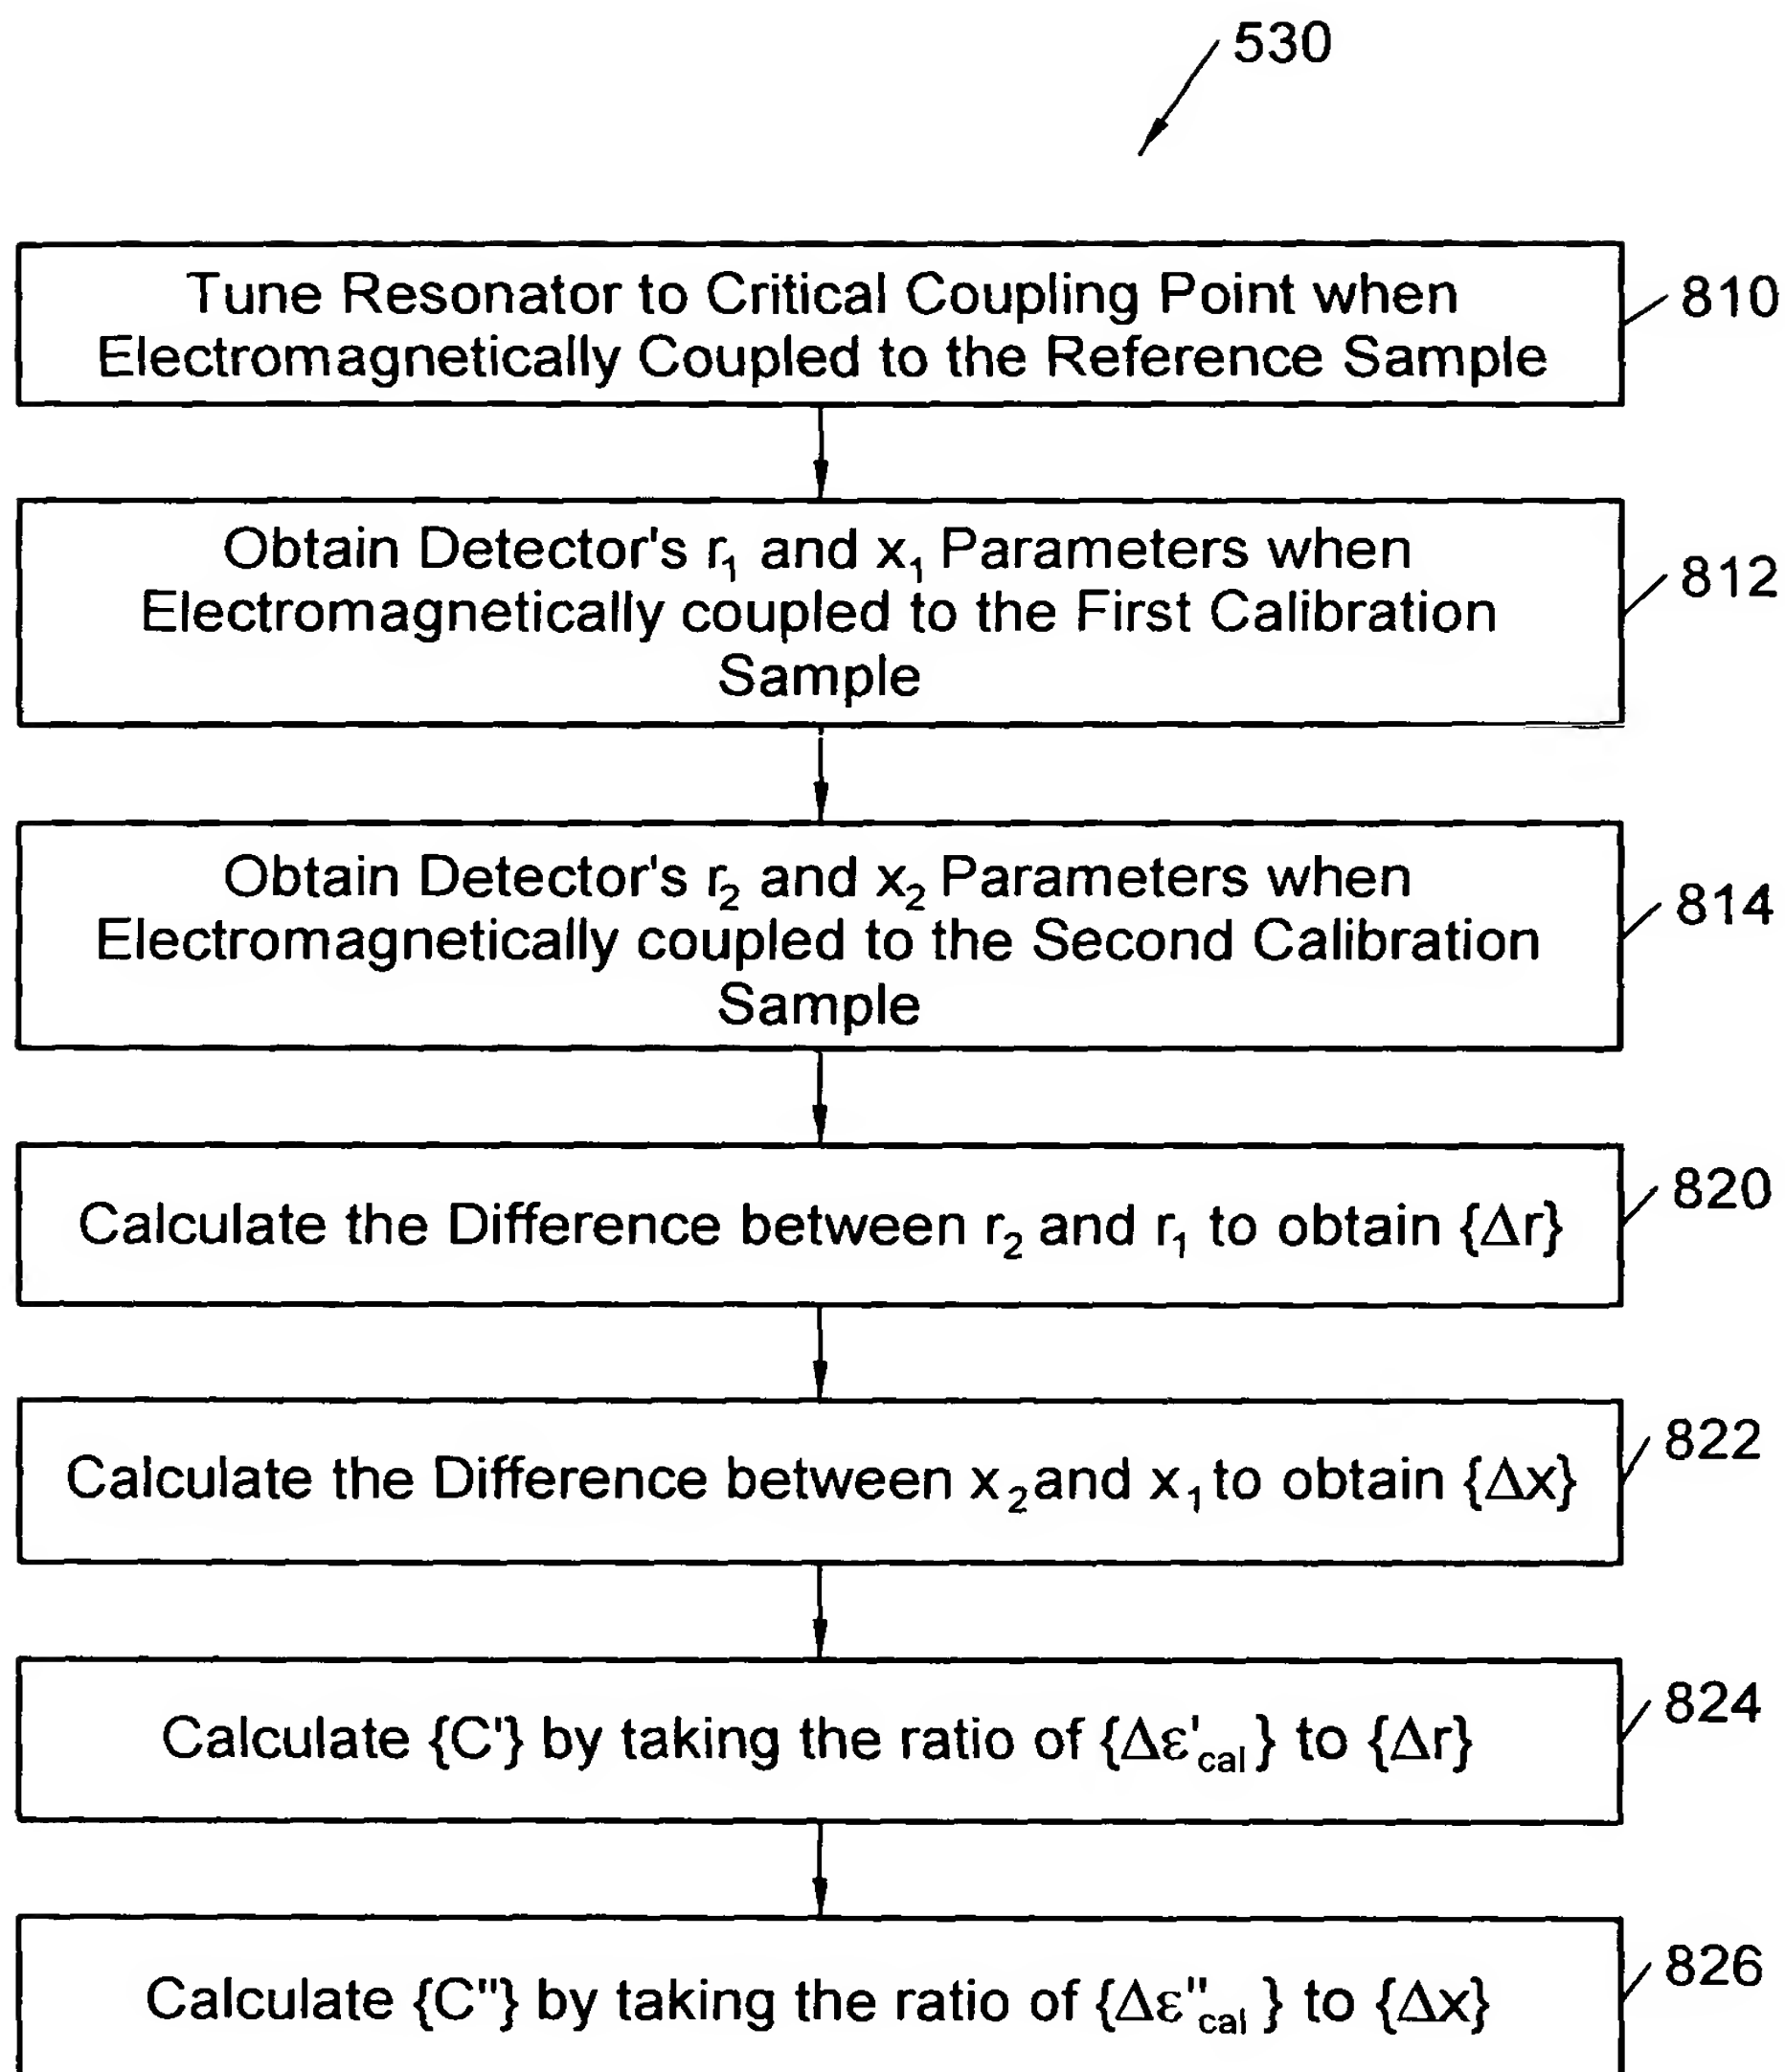 530
Tune Resonator to Critical Coupling Point when
Electromagnetically Coupled to the Reference Sample
810
Obtain Detector's r₁ and x₁ Parameters when
Electromagnetically coupled to the First Calibration
Sample
812
Obtain Detector's r₂ and x₂ Parameters when
Electromagnetically coupled to the Second Calibration
Sample
814
Calculate the Difference between r₂ and r₁ to obtain {Δr}
820
Calculate the Difference between x₂ and x₁ to obtain {Δx}
822
Calculate {C'} by taking the ratio of {Δε'cal} to {Δr}
824
Calculate {C"} by taking the ratio of {Δε"cal} to {Δx}
826